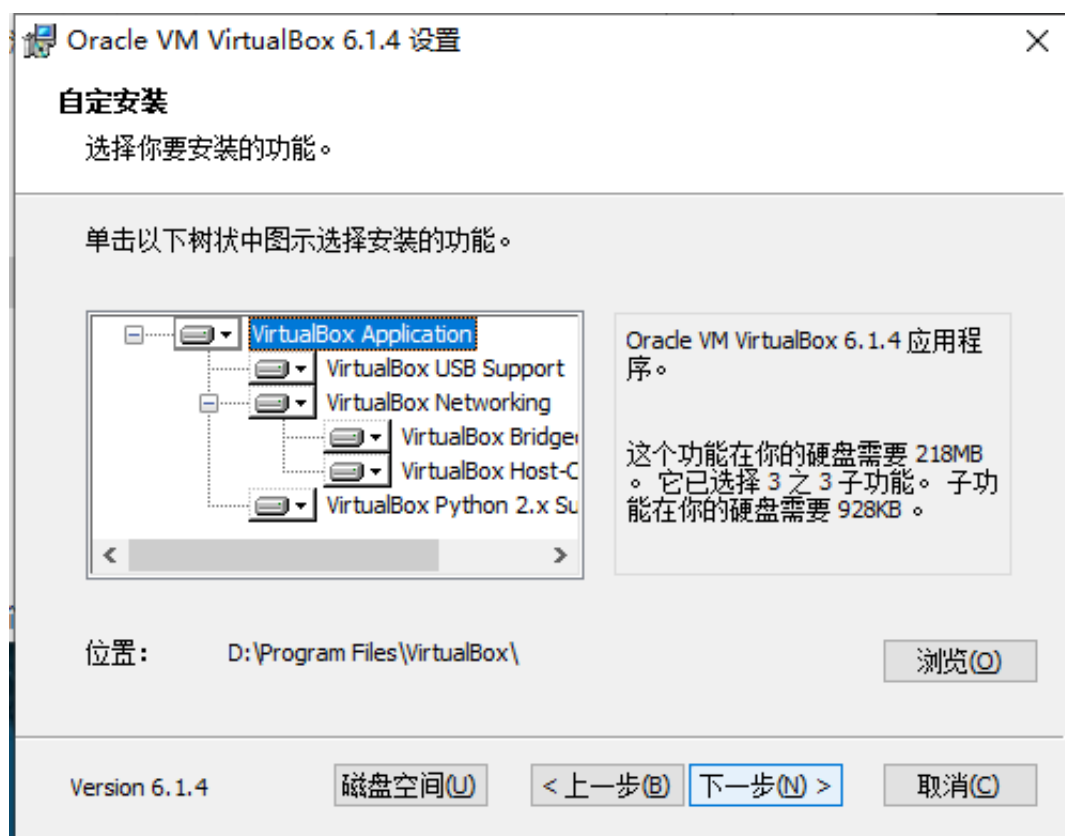 Oracle VM VirtualBox 6.1.4 设置
自定安装
选择你要安装的功能。
单击以下树状中图示选择安装的功能。
VirtualBox Application
VirtualBox USB Support
VirtualBox Networking
VirtualBox Bridge
VirtualBox Host-C
VirtualBox Python 2.x Su
Oracle VM VirtualBox 6.1.4 应用程
序。
这个功能在你的硬盘需要 218MB
。 它已选择 3 之 3 子功能。 子功
能在你的硬盘需要 928KB 。
位置: D:\Program Files\VirtualBox\
浏览(O)
Version 6.1.4
磁盘空间(U)
< 上一步(B)
下一步(N) >
取消(C)